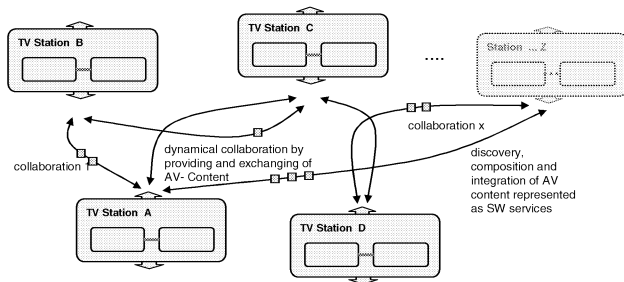 TV Station B
TV Station C
....
Station ... Z
collaboration 1
dynamical collaboration by
providing and exchanging of
AV- Content
collaboration x
discovery,
composition and
integration of AV
content represented
as SW services
TV Station A
TV Station D